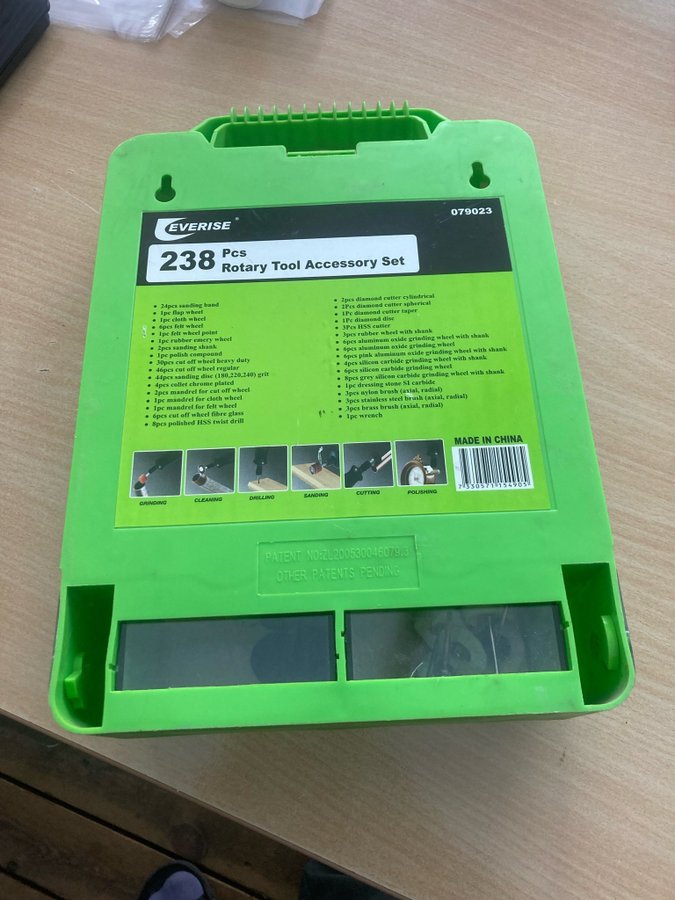 EVERISE®
079023
238 Pcs
Rotary Tool Accessory Set
24pcs sanding band
1pc flap wheel
1pc cloth wheel
6pcs felt wheel
1pc felt wheel point
1pc rubber emery wheel
2pcs sanding shank
1pc polish compound
30pcs cut off wheel heavy duty
46pcs cut off wheel regular
44pcs sanding disc (180,220,240) grit
4pcs collet chrome plated
2pcs mandrel for cut off wheel
1pc mandrel for cloth wheel
1pc mandrel for felt wheel
6pcs cut off wheel fibre glass
8pcs polished HSS twist drill
2pcs diamond cutter cylindrical
2Pcs diamond cutter spherical
1Pc diamond cutter taper
1Pc diamond disc
3Pcs HSS cutter
3pcs rubber wheel with shank
6pcs aluminum oxide grinding wheel with shank
6pcs aluminum oxide grinding wheel
6pcs pink aluminum oxide grinding wheel with shank
4pcs silicon carbide grinding wheel with shank
6pcs silicon carbide grinding wheel
8pcs grey silicon carbide grinding wheel with shank
1pc dressing stone SI carbide
3pcs nylon brush (axial, radial)
3pcs stainless steel brush (axial, radial)
3pcs brass brush (axial, radial)
1pc wrench
MADE IN CHINA
GRINDING
CLEANING
DRILLING
SANDING
CUTTING
POLISHING
7330571154905
PATENT NO:ZL200530046079.3
OTHER PATENTS PENDING